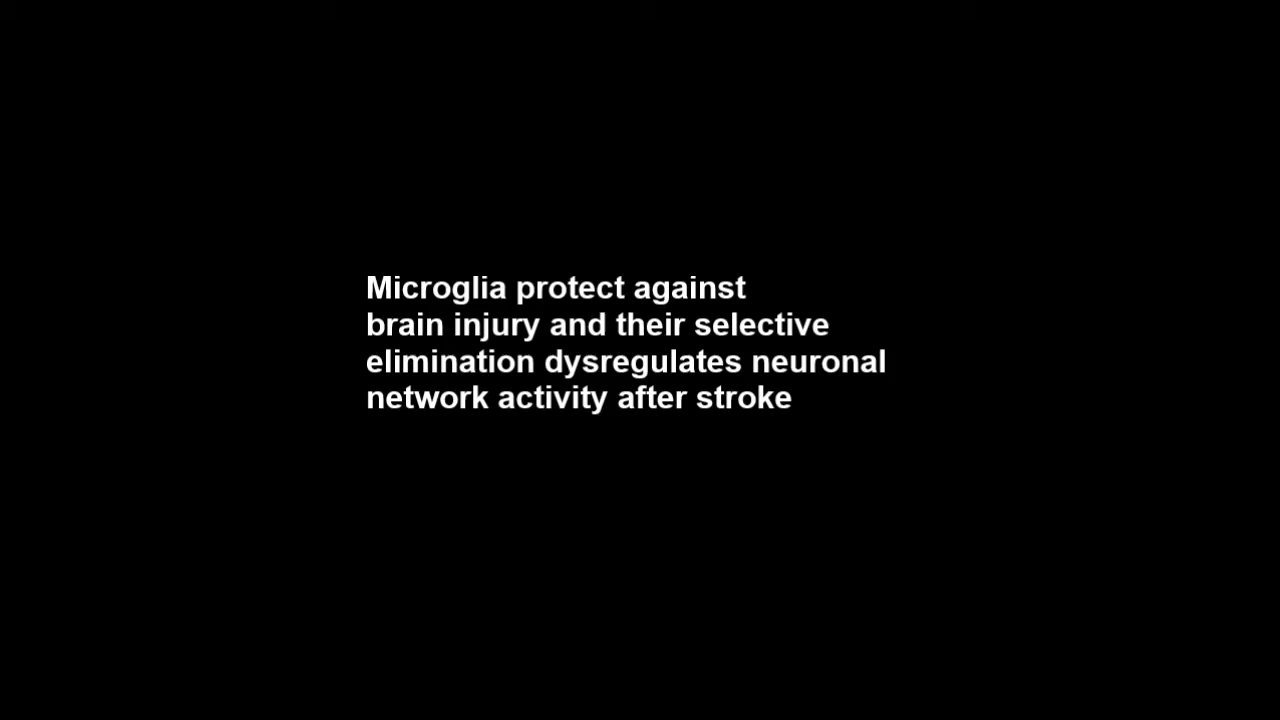 Microglia protect against
brain injury and their selective
elimination dysregulates neuronal
network activity after stroke